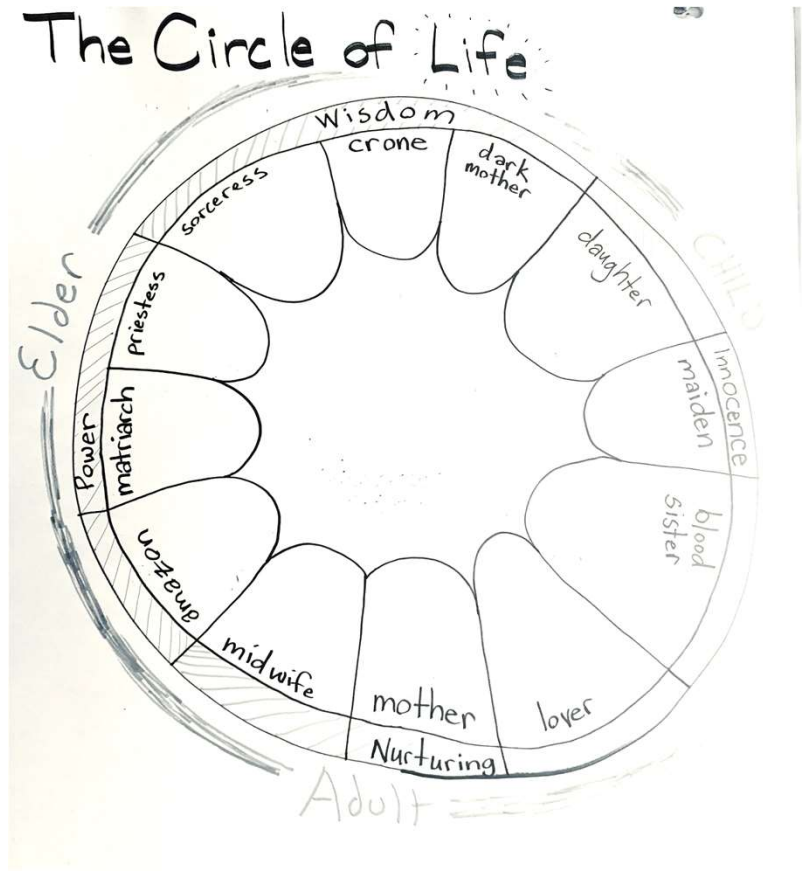 The Circle of Life
Wisdom
crone
dark
mother
daughter
CHILD
Innocence
maiden
blood
sister
lover
mother
Nurturing
Adult
midwife
amazon
Power
matriarch
Elder
priestess
sorceress